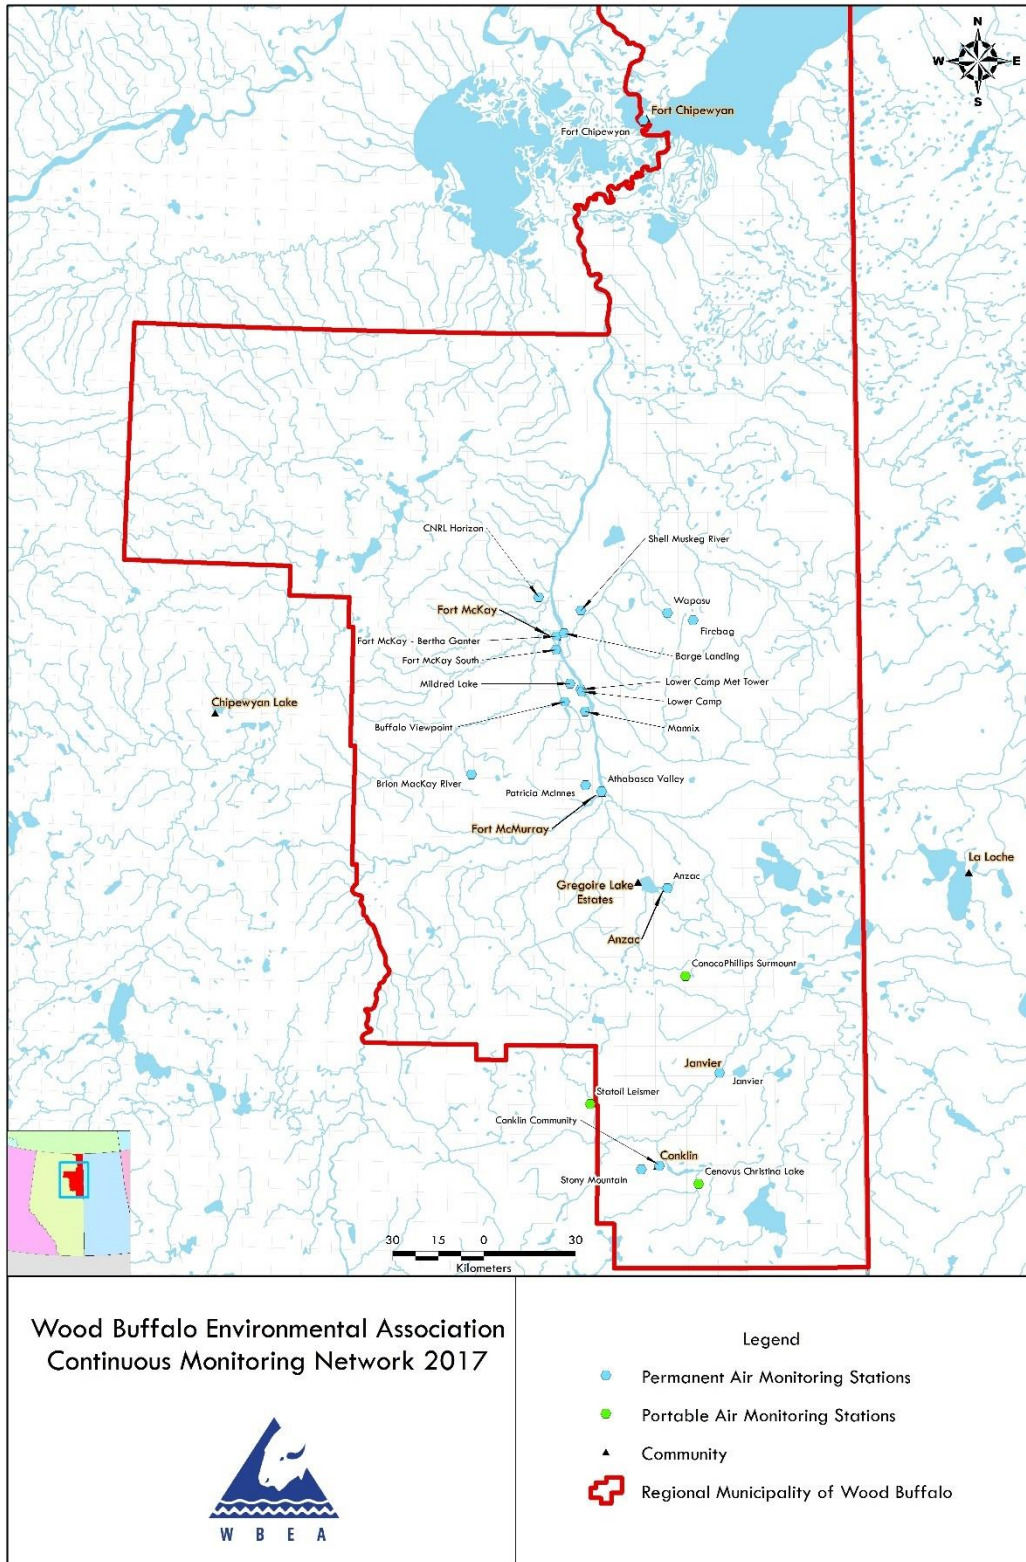 N
W
E
S
Fort Chipewyan
Fort Chipewyan
CNRL Horizon
Shell Muskeg River
Fort McKay
Wapasu
Firebag
Fort McKay - Bertha Ganter
Barge Landing
Fort McKay South
Mildred Lake
Lower Camp Met Tower
Lower Camp
Chipewyan Lake
Buffalo Viewpoint
Mannix
Brion MacKay River
Athabasca Valley
Patricia McInnes
Fort McMurray
La Loche
Anzac
Gregoire Lake
Estates
Anzac
ConocoPhillips Surmount
Janvier
Janvier
Statoil Leismer
Conklin Community
Conklin
Stony Mountain
Cenovus Christina Lake
30 15 0 30
Kilometers
Wood Buffalo Environmental Association
Continuous Monitoring Network 2017
W B E A
Legend
Permanent Air Monitoring Stations
Portable Air Monitoring Stations
Community
Regional Municipality of Wood Buffalo